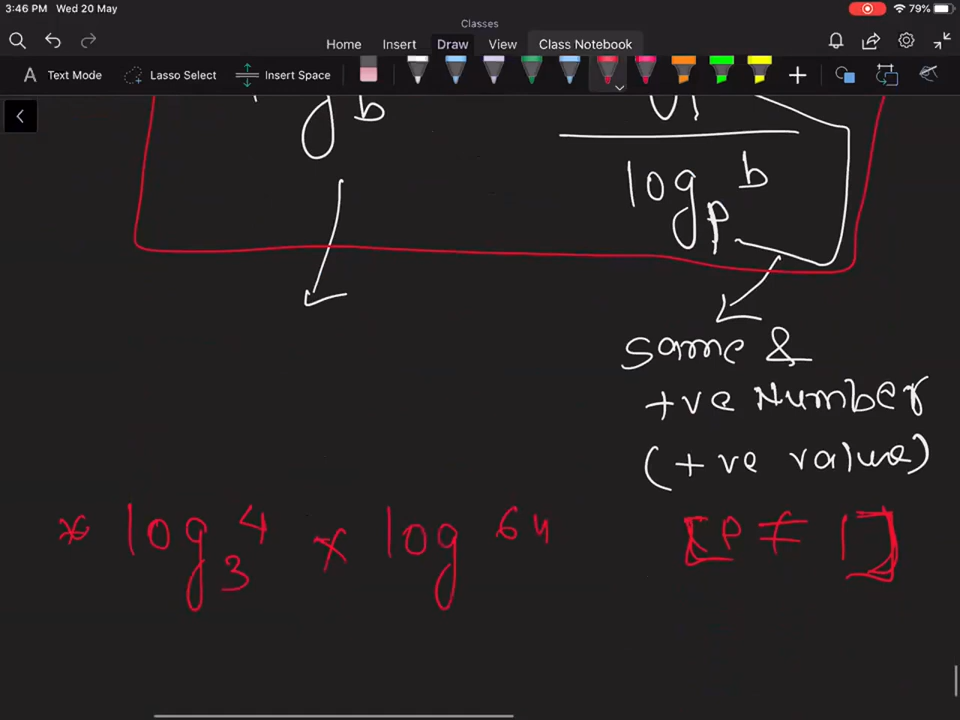 3:46 PM Wed 20 May 79%
Classes
Home Insert Draw View Class Notebook
Text Mode Lasso Select Insert Space
g b
log p b
same &
+ve Number
(+ve value)
* log 3 4 × log 64 [P ≠ 1]